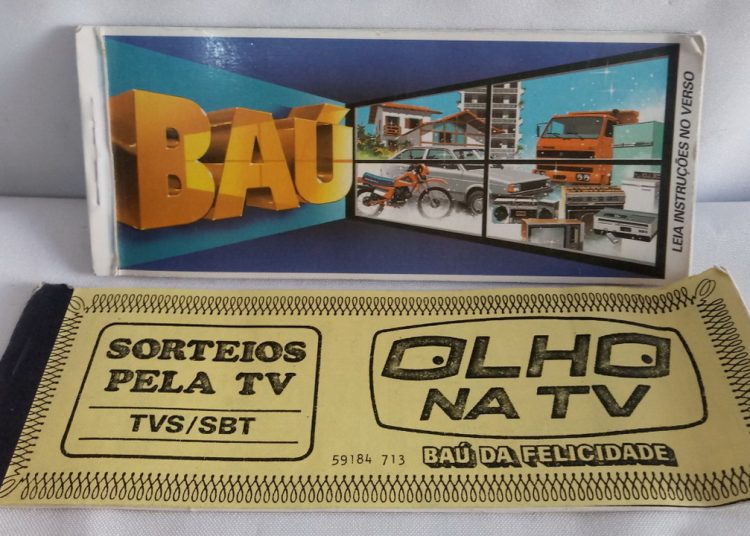 BAÚ
LEIA INSTRUÇÕES NO VERSO
SORTEIOS
PELA TV
TVS/SBT
OLHO
NA TV
59184 713
BAÚ DA FELICIDADE